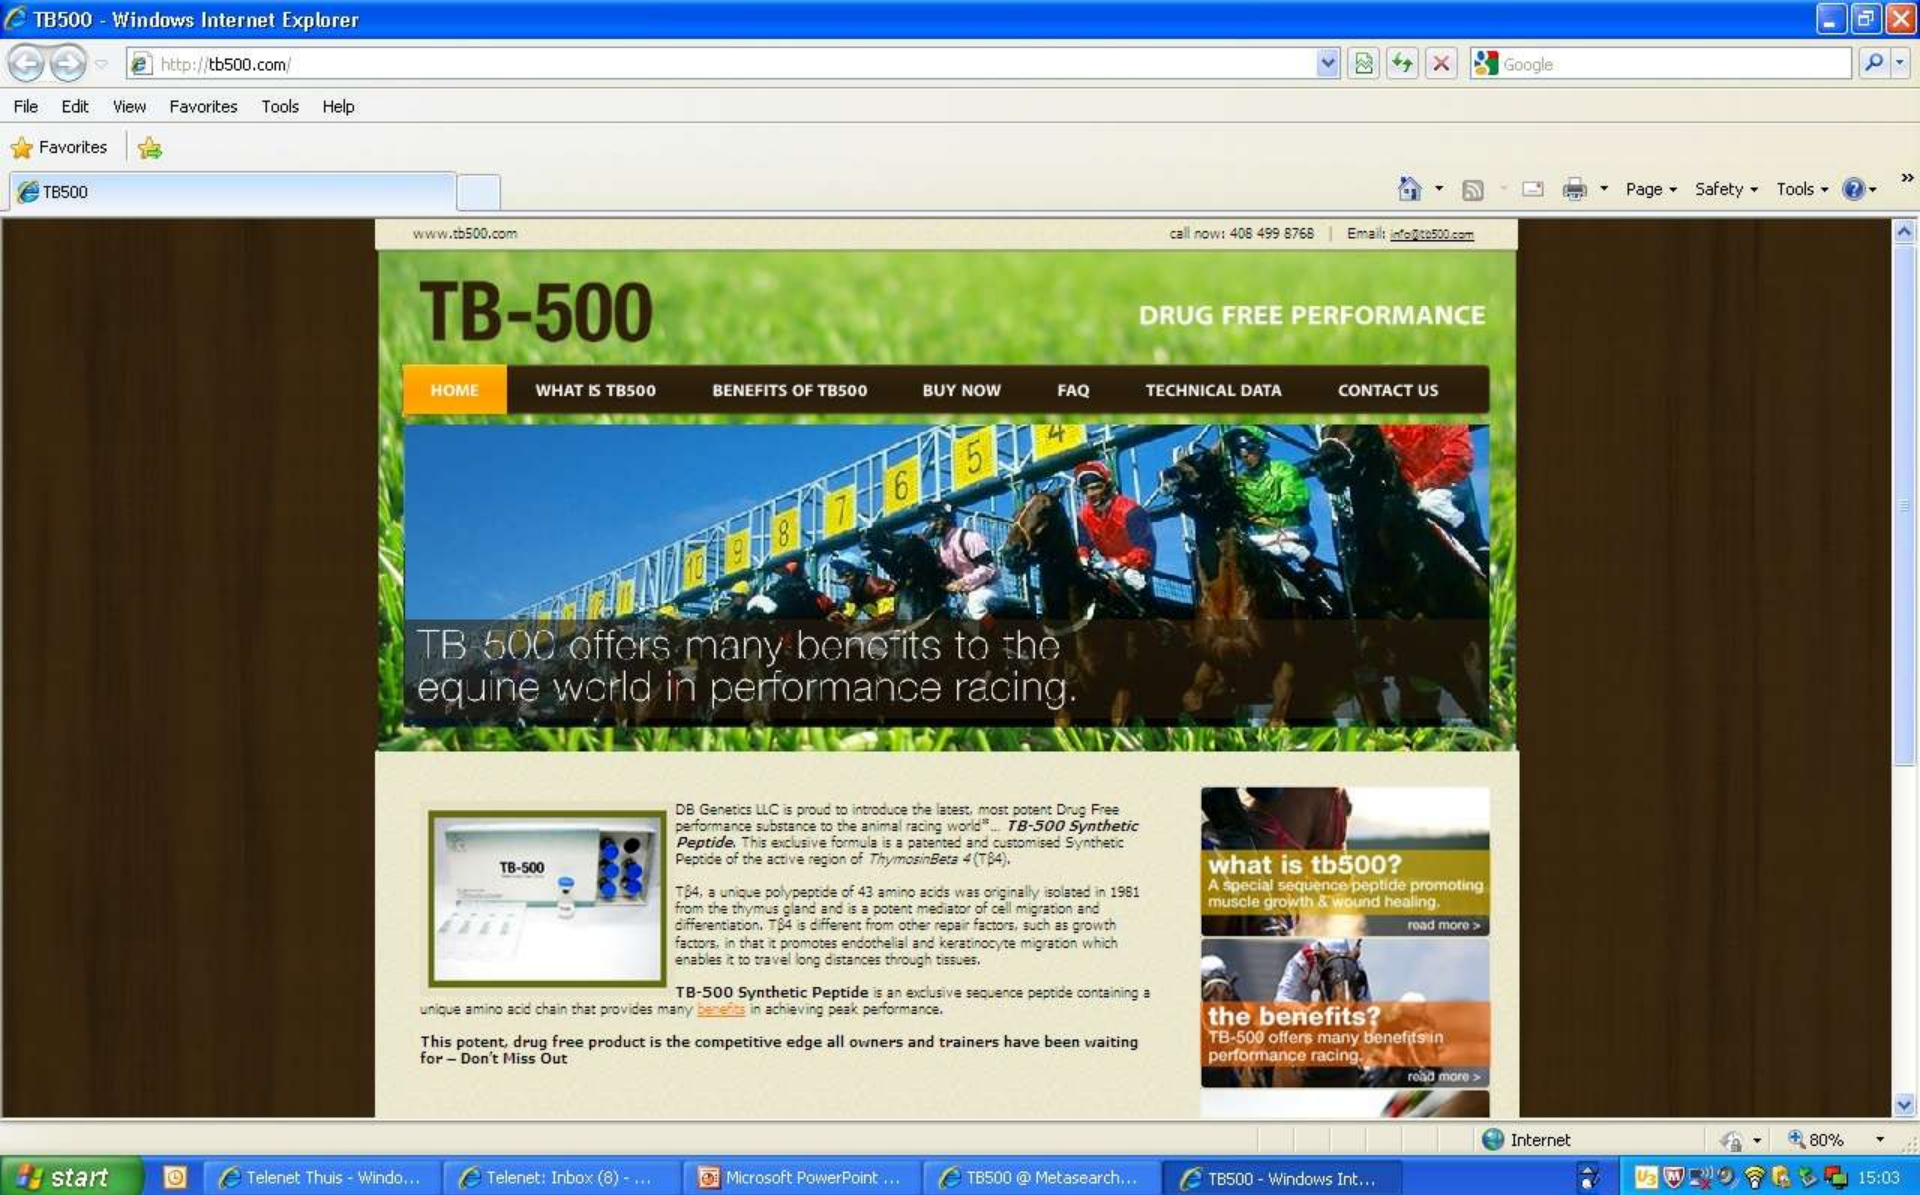 TB500 - Windows Internet Explorer
http://tb500.com/
Google
File Edit View Favorites Tools Help
Favorites
TB500
Page Safety Tools
www.tb500.com
call now: 408 499 8768 | Email: info@tb500.com
TB-500
DRUG FREE PERFORMANCE
HOME WHAT IS TB500 BENEFITS OF TB500 BUY NOW FAQ TECHNICAL DATA CONTACT US
4
5
6
7
8
9
10
11
TB 500 offers many benefits to the
equine world in performance racing.
TB-500
DB Genetics LLC is proud to introduce the latest, most potent Drug Free
performance substance to the animal racing world*... TB-500 Synthetic
Peptide. This exclusive formula is a patented and customised Synthetic
Peptide of the active region of ThymosinBeta 4 (Tβ4).
Tβ4, a unique polypeptide of 43 amino acids was originally isolated in 1981
from the thymus gland and is a potent mediator of cell migration and
differentiation. Tβ4 is different from other repair factors, such as growth
factors, in that it promotes endothelial and keratinocyte migration which
enables it to travel long distances through tissues.
TB-500 Synthetic Peptide is an exclusive sequence peptide containing a
unique amino acid chain that provides many benefits in achieving peak performance.
This potent, drug free product is the competitive edge all owners and trainers have been waiting
for – Don't Miss Out
what is tb500?
A special sequence peptide promoting
muscle growth & wound healing.
read more >
the benefits?
TB-500 offers many benefits in
performance racing.
read more >
Internet
80%
start
Telenet Thuis - Windo...
Telenet: Inbox (8) - ...
Microsoft PowerPoint ...
TB500 @ Metasearch...
TB500 - Windows Int...
15:03